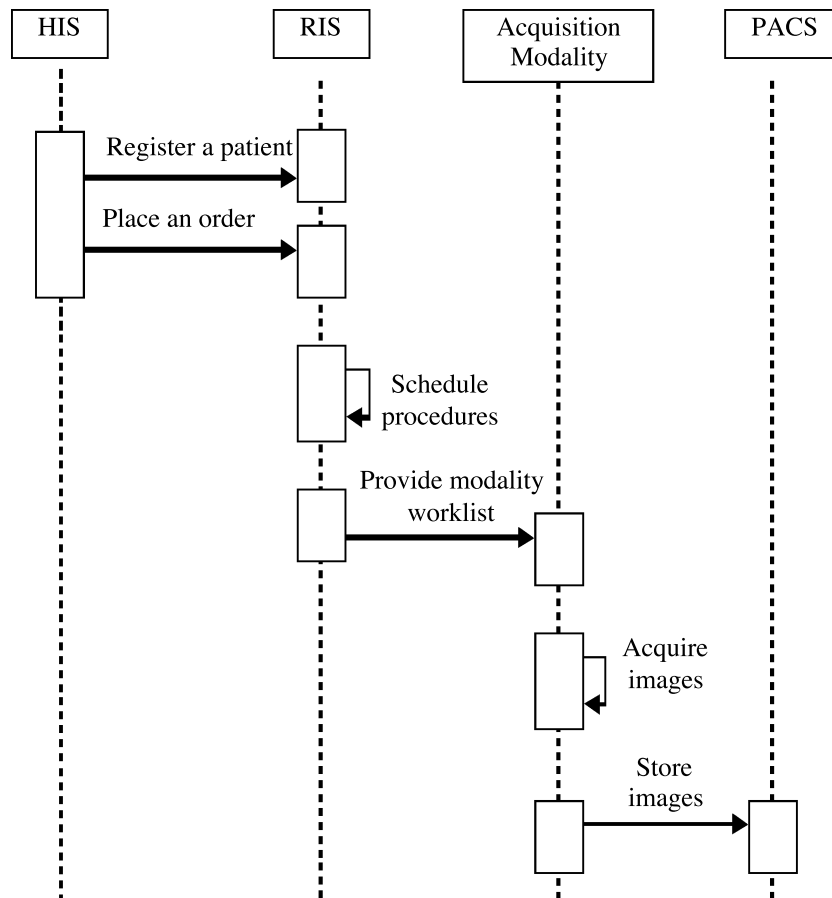 HIS
RIS
Acquisition
Modality
PACS
Register a patient
Place an order
Schedule
procedures
Provide modality
worklist
Acquire
images
Store
images